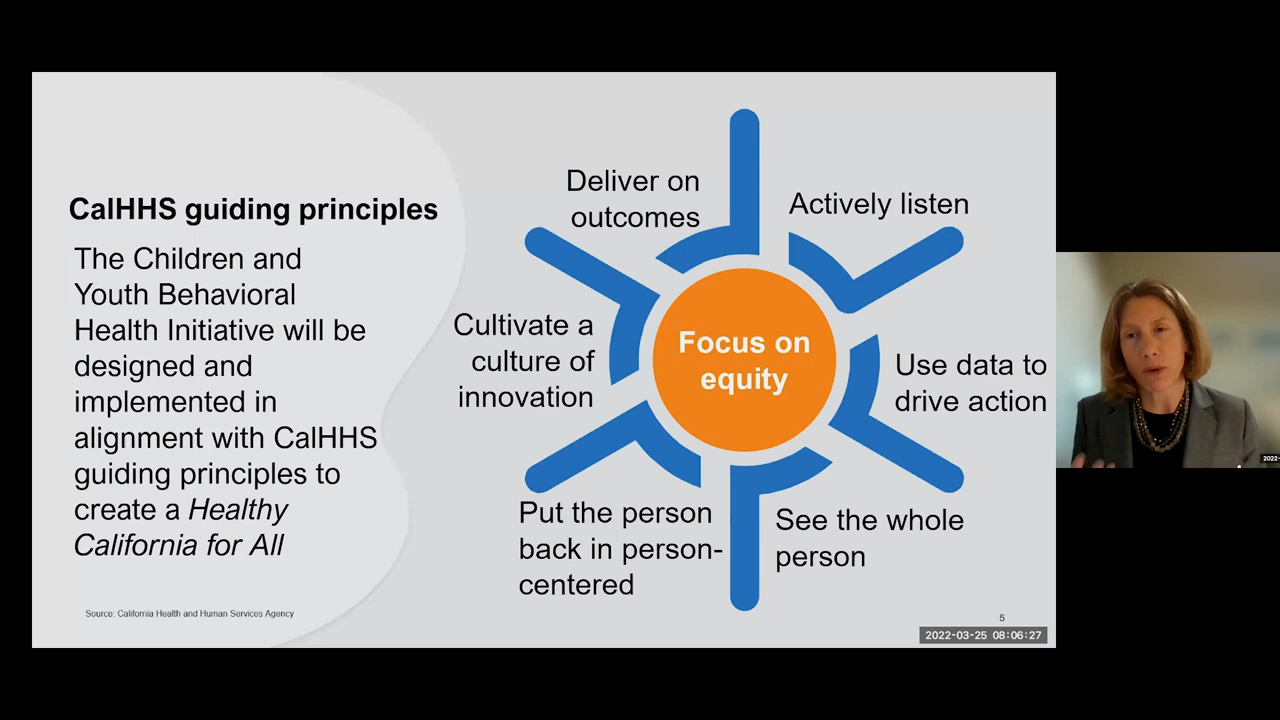 CalHHS guiding principles
The Children and
Youth Behavioral
Health Initiative will be
designed and
implemented in
alignment with CalHHS
guiding principles to
create a Healthy
California for All
Source: California Health and Human Services Agency
Deliver on
outcomes
Actively listen
Cultivate a
culture of
innovation
Focus on
equity
Use data to
drive action
Put the person
back in person-
centered
See the whole
person
5
2022-03-25 08:06:27
2022-